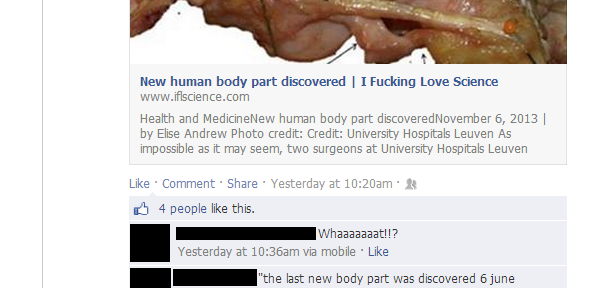 New human body part discovered | I Fucking Love Science
www.iflscience.com
Health and MedicineNew human body part discoveredNovember 6, 2013 |
by Elise Andrew Photo credit: Credit: University Hospitals Leuven As
impossible as it may seem, two surgeons at University Hospitals Leuven
Like · Comment · Share · Yesterday at 10:20am ·
4 people like this.
Whaaaaaaat!!?
Yesterday at 10:36am via mobile · Like
"the last new body part was discovered 6 june